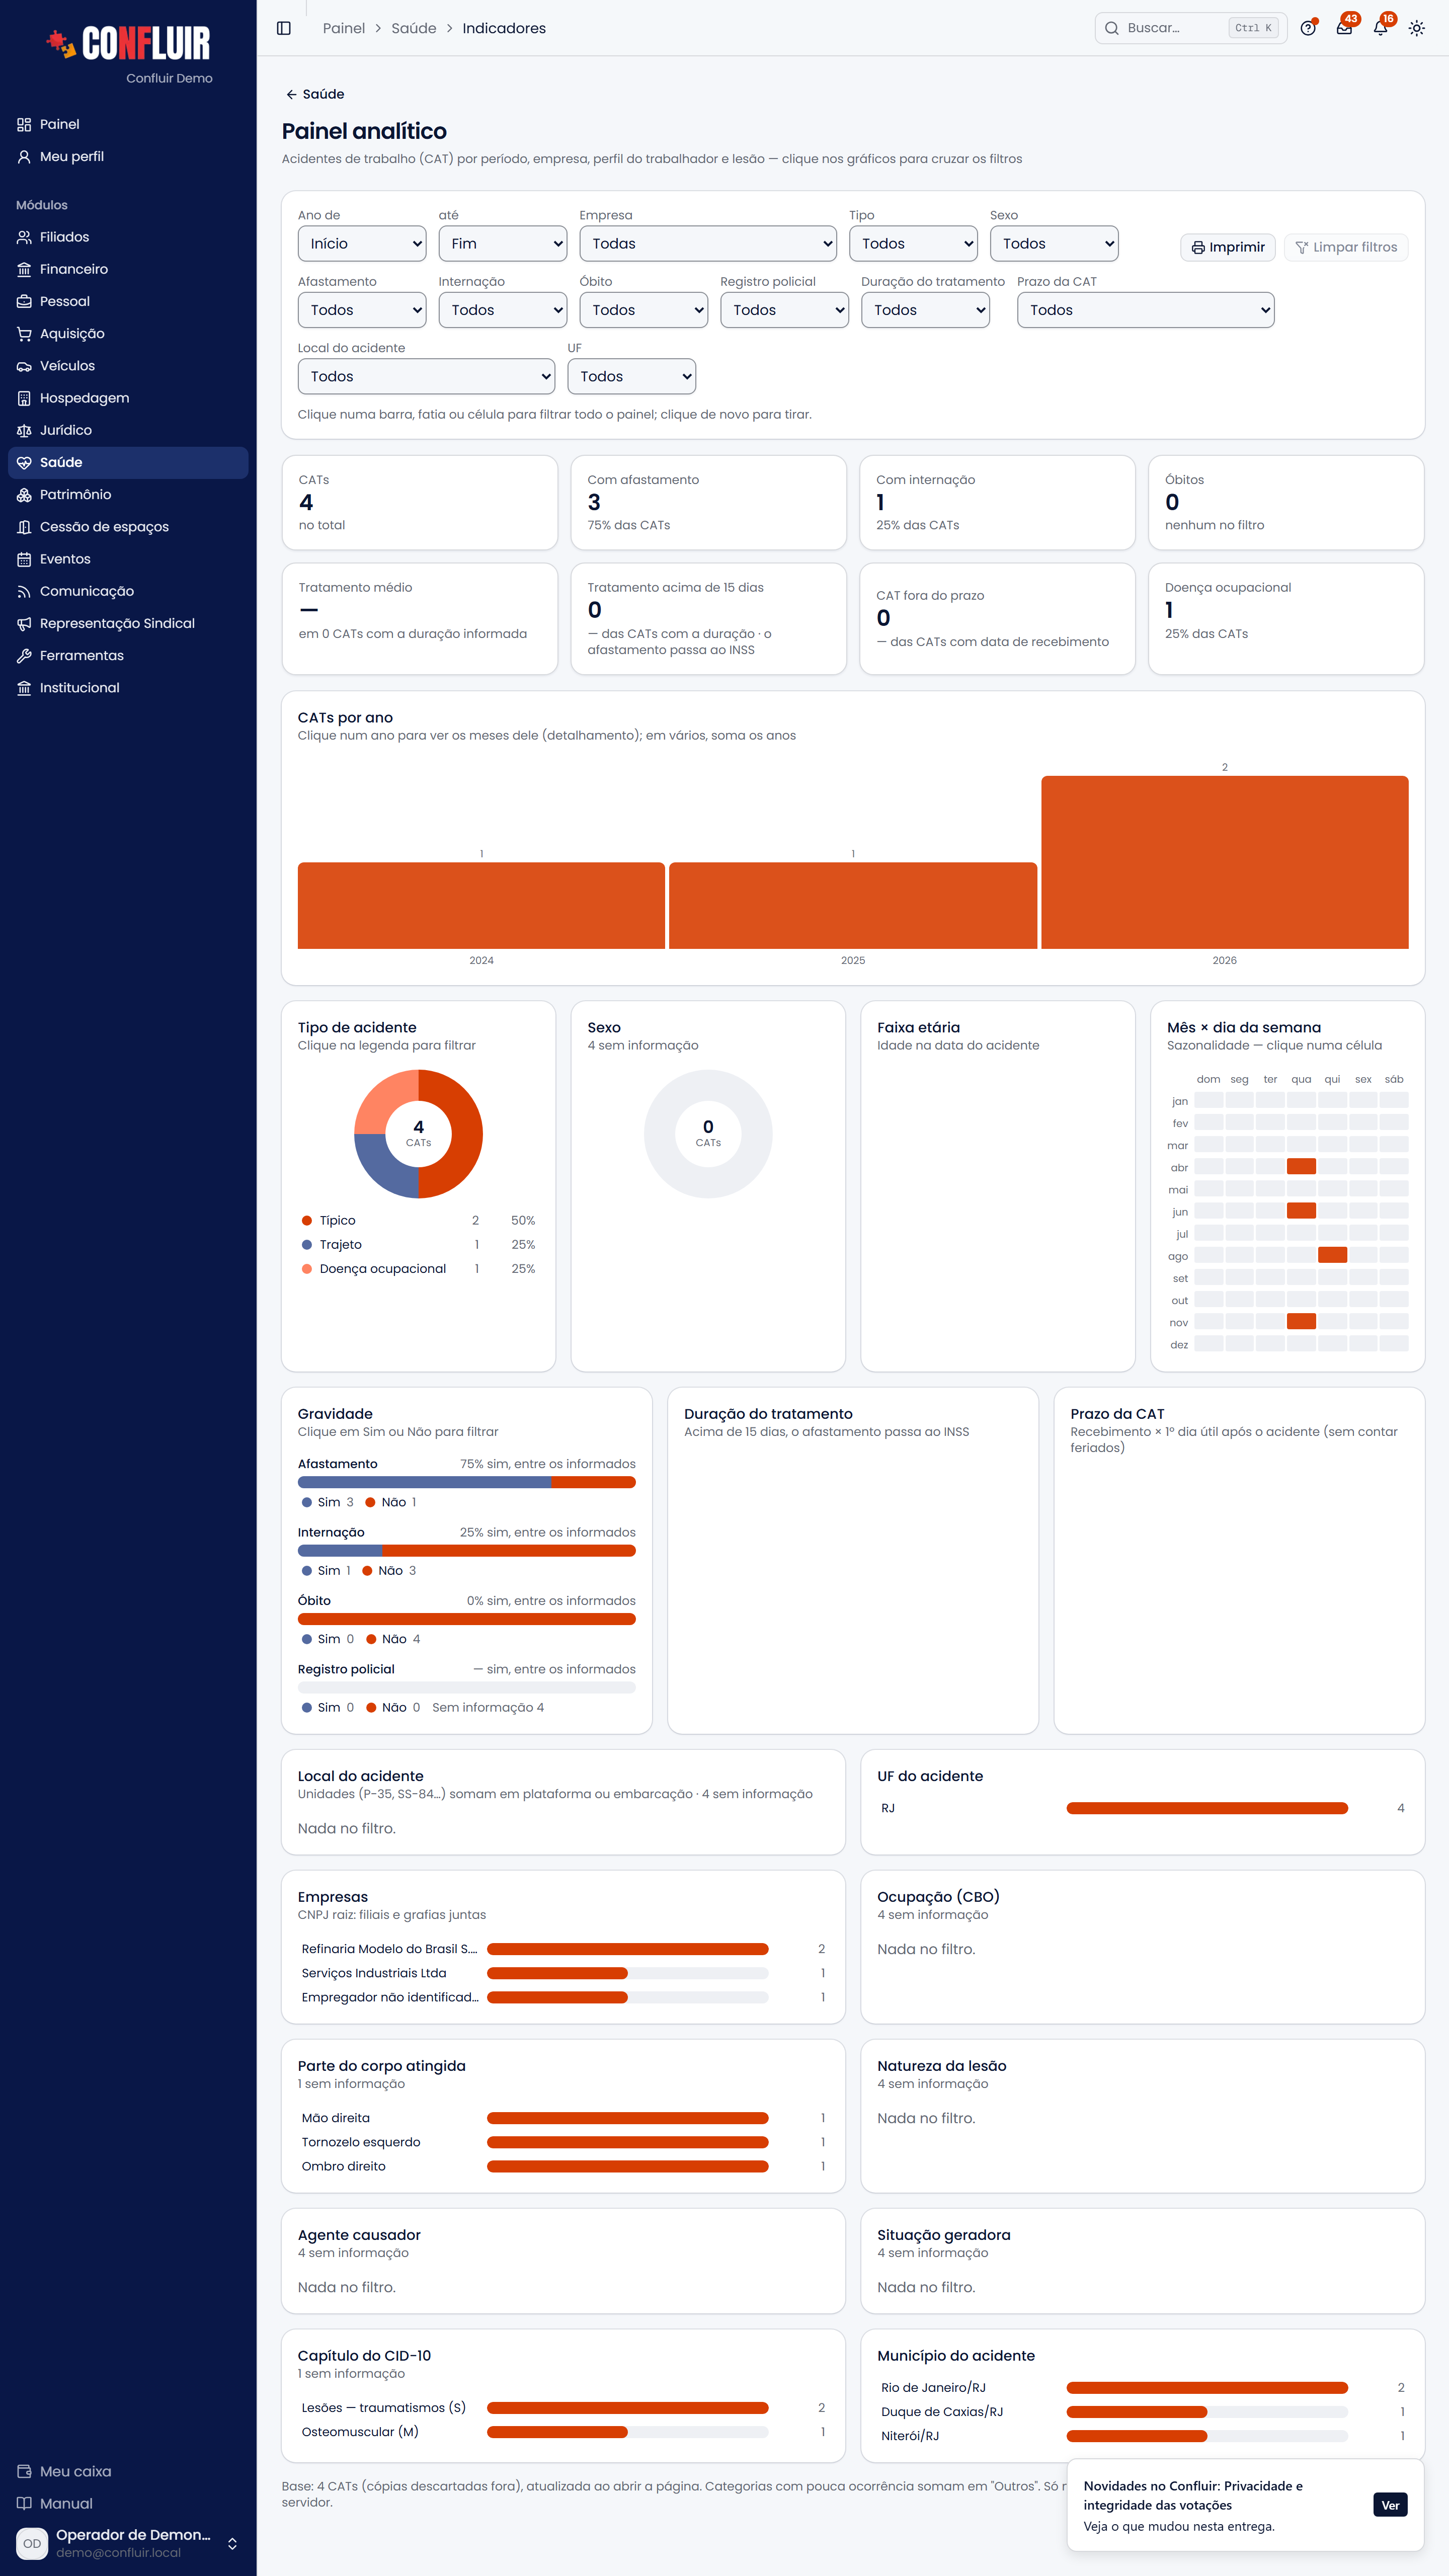 CONFLUIR
Confluir Demo
Painel
Meu perfil
Módulos
Filiados
Financeiro
Pessoal
Aquisição
Veículos
Hospedagem
Jurídico
Saúde
Patrimônio
Cessão de espaços
Eventos
Comunicação
Representação Sindical
Ferramentas
Institucional
Meu caixa
Manual
OD
Operador de Demon...
demo@confluir.local
Painel > Saúde > Indicadores
Buscar... Ctrl K 43 16
← Saúde
Painel analítico
Acidentes de trabalho (CAT) por período, empresa, perfil do trabalhador e lesão — clique nos gráficos para cruzar os filtros
Ano de até Empresa Tipo Sexo
Início Fim Todas Todos Todos Imprimir Limpar filtros
Afastamento Internação Óbito Registro policial Duração do tratamento Prazo da CAT
Todos Todos Todos Todos Todos Todos
Local do acidente UF
Todos Todos
Clique numa barra, fatia ou célula para filtrar todo o painel; clique de novo para tirar.
CATs
4
no total
Com afastamento
3
75% das CATs
Com internação
1
25% das CATs
Óbitos
0
nenhum no filtro
Tratamento médio
—
em 0 CATs com a duração informada
Tratamento acima de 15 dias
0
— das CATs com a duração · o
afastamento passa ao INSS
CAT fora do prazo
0
— das CATs com data de recebimento
Doença ocupacional
1
25% das CATs
CATs por ano
Clique num ano para ver os meses dele (detalhamento); em vários, soma os anos
1 1 2
2024 2025 2026
Tipo de acidente
Clique na legenda para filtrar
4
CATs
Típico 2 50%
Trajeto 1 25%
Doença ocupacional 1 25%
Sexo
4 sem informação
0
CATs
Faixa etária
Idade na data do acidente
Mês × dia da semana
Sazonalidade — clique numa célula
dom seg ter qua qui sex sáb
jan
fev
mar
abr
mai
jun
jul
ago
set
out
nov
dez
Gravidade
Clique em Sim ou Não para filtrar
Afastamento 75% sim, entre os informados
Sim 3 Não 1
Internação 25% sim, entre os informados
Sim 1 Não 3
Óbito 0% sim, entre os informados
Sim 0 Não 4
Registro policial — sim, entre os informados
Sim 0 Não 0 Sem informação 4
Duração do tratamento
Acima de 15 dias, o afastamento passa ao INSS
Prazo da CAT
Recebimento × 1º dia útil após o acidente (sem contar
feriados)
Local do acidente
Unidades (P-35, SS-84...) somam em plataforma ou embarcação · 4 sem informação
Nada no filtro.
UF do acidente
RJ 4
Empresas
CNPJ raiz: filiais e grafias juntas
Refinaria Modelo do Brasil S.... 2
Serviços Industriais Ltda 1
Empregador não identificad... 1
Ocupação (CBO)
4 sem informação
Nada no filtro.
Parte do corpo atingida
1 sem informação
Mão direita 1
Tornozelo esquerdo 1
Ombro direito 1
Natureza da lesão
4 sem informação
Nada no filtro.
Agente causador
4 sem informação
Nada no filtro.
Situação geradora
4 sem informação
Nada no filtro.
Capítulo do CID-10
1 sem informação
Lesões — traumatismos (S) 2
Osteomuscular (M) 1
Município do acidente
Rio de Janeiro/RJ 2
Duque de Caxias/RJ 1
Niterói/RJ 1
Base: 4 CATs (cópias descartadas fora), atualizada ao abrir a página. Categorias com pouca ocorrência somam em "Outros". Só
servidor.
Novidades no Confluir: Privacidade e
integridade das votações
Veja o que mudou nesta entrega.
Ver